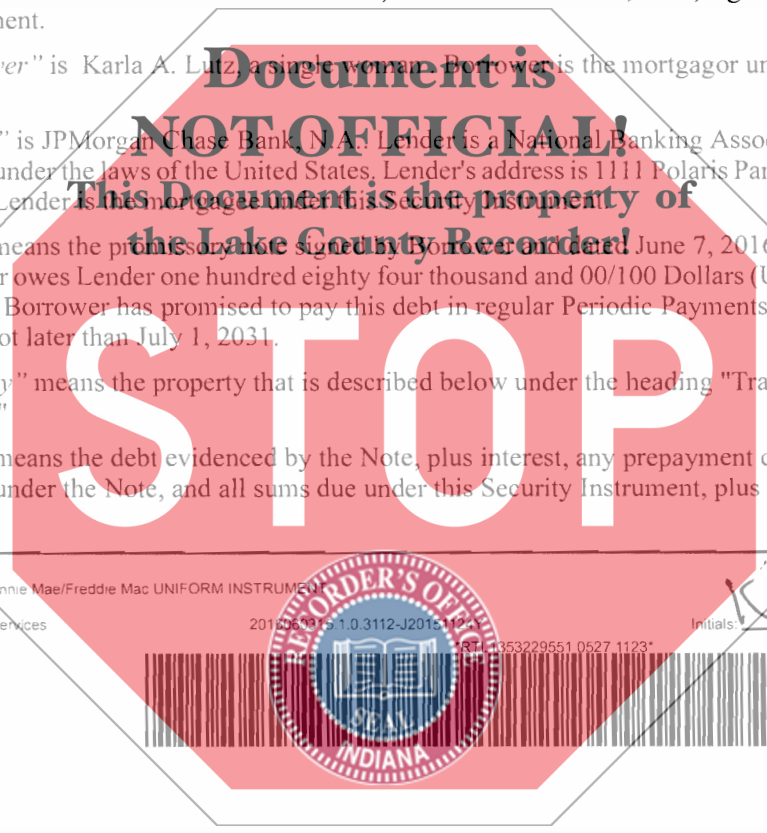 nent.
Document is
ver" is Karla A. Lutz, a single woman. Borrower is the mortgagor un
NOT OFFICIAL!
" is JPMorgan Chase Bank, N.A.. Lender is a National Banking Asso
under the laws of the United States. Lender's address is 1111 Polaris Par
This Document is the property of
Lender is the mortgagee under this Security Instrument.
the Lake County Recorder!
means the promissory note signed by Borrower and dated June 7, 2016
r owes Lender one hundred eighty four thousand and 00/100 Dollars (U
Borrower has promised to pay this debt in regular Periodic Payments
ot later than July 1, 2031.
STOP
y" means the property that is described below under the heading "Tra
"
means the debt evidenced by the Note, plus interest, any prepayment c
under the Note, and all sums due under this Security Instrument, plus
nnie Mae/Freddie Mac UNIFORM INSTRUMENT
ervices
Initials:
RECORDER'S OFFICE
SEAL
INDIANA
*RTL 1353229551 0527 1123*